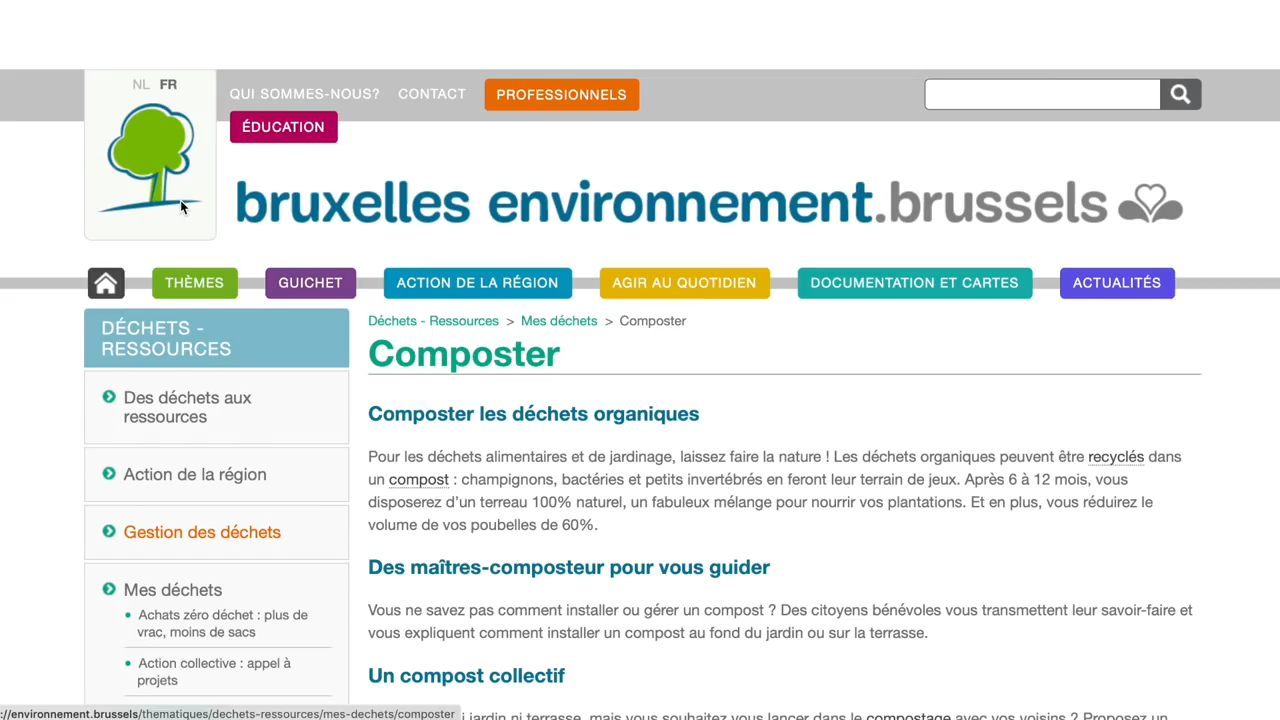 NL FR
QUI SOMMES-NOUS? CONTACT PROFESSIONNELS
ÉDUCATION
bruxelles environnement.brussels
THÈMES GUICHET ACTION DE LA RÉGION AGIR AU QUOTIDIEN DOCUMENTATION ET CARTES ACTUALITÉS
DÉCHETS -
RESSOURCES
Des déchets aux
ressources
Action de la région
Gestion des déchets
Mes déchets
Achats zéro déchet : plus de
vrac, moins de sacs
Action collective : appel à
projets
Déchets - Ressources > Mes déchets > Composter
Composter
Composter les déchets organiques
Pour les déchets alimentaires et de jardinage, laissez faire la nature ! Les déchets organiques peuvent être recyclés dans
un compost : champignons, bactéries et petits invertébrés en feront leur terrain de jeux. Après 6 à 12 mois, vous
disposerez d'un terreau 100% naturel, un fabuleux mélange pour nourrir vos plantations. Et en plus, vous réduirez le
volume de vos poubelles de 60%.
Des maîtres-composteur pour vous guider
Vous ne savez pas comment installer ou gérer un compost ? Des citoyens bénévoles vous transmettent leur savoir-faire et
vous expliquent comment installer un compost au fond du jardin ou sur la terrasse.
Un compost collectif
i jardin ni terrasse, mais vous souhaitez vous lancer dans le compostage avec vos voisins ? Proposez un
://environnement.brussels/thematiques/dechets-ressources/mes-dechets/composter